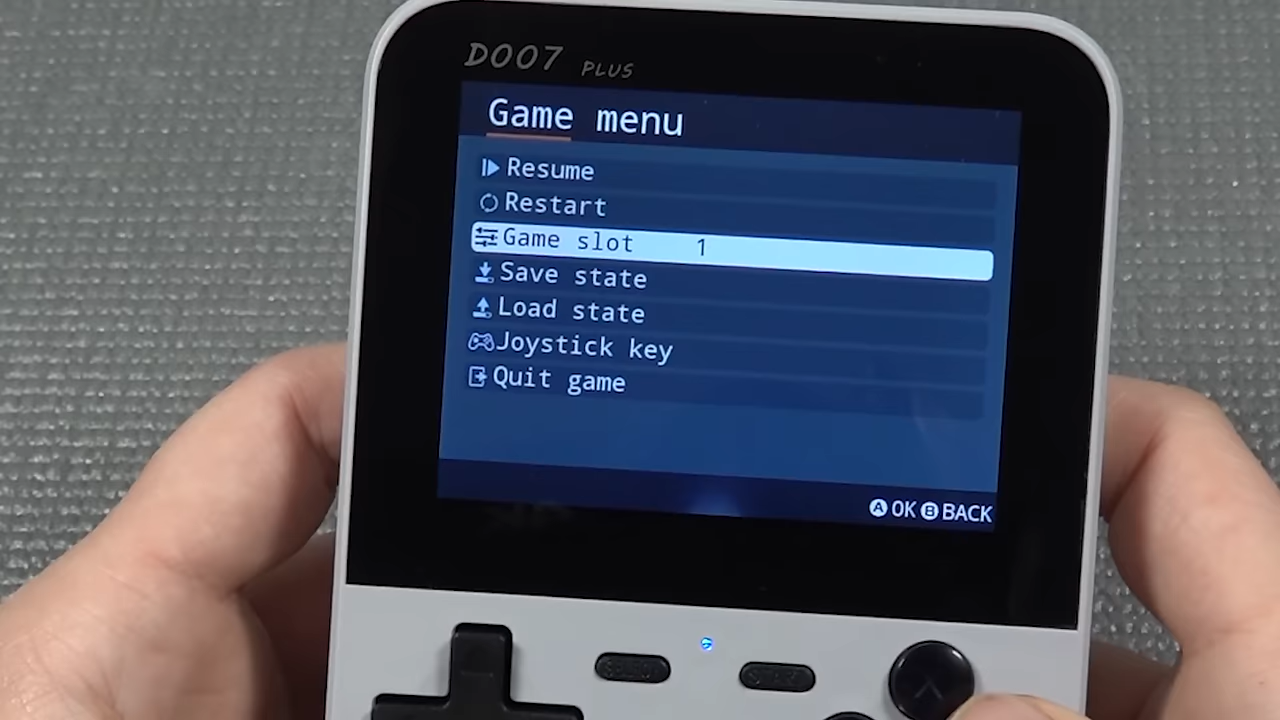 D007 PLUS
Game menu
Resume
Restart
Game slot 1
Save state
Load state
Joystick key
Quit game
A OK B BACK
SELECT
X